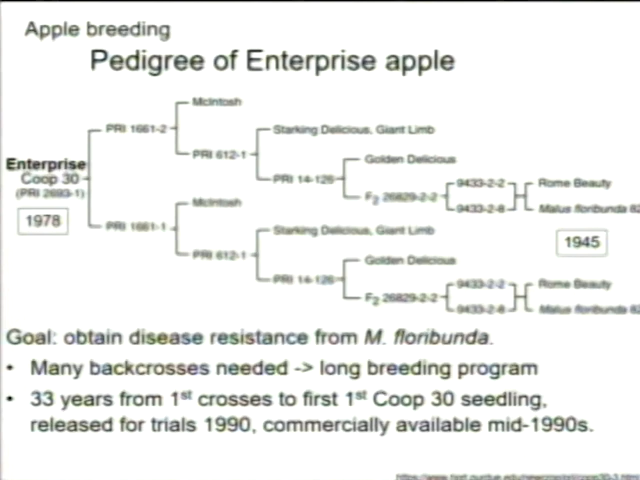 Apple breeding
Pedigree of Enterprise apple
McIntosh
PRI 1661-2
Starking Delicious, Giant Limb
PRI 612-1
Golden Delicious
Enterprise
PRI 14-126
Coop 30
9433-2-2
Rome Beauty
(PRI 2693-1)
F2 26829-2-2
McIntosh
9433-2-8
Malus floribunda
1978
PRI 1661-1
Starking Delicious, Giant Limb
1945
PRI 612-1
Golden Delicious
PRI 14-126
9433-2-2
Rome Beauty
F2 26829-2-2
9433-2-8
Malus floribunda
Goal: obtain disease resistance from M. floribunda.
• Many backcrosses needed -> long breeding program
• 33 years from 1st crosses to first 1st Coop 30 seedling,
released for trials 1990, commercially available mid-1990s.